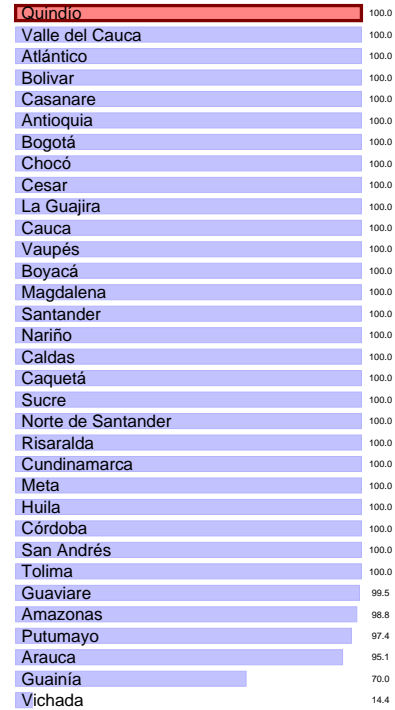 Quindío 100.0
Valle del Cauca 100.0
Atlántico 100.0
Bolivar 100.0
Casanare 100.0
Antioquia 100.0
Bogotá 100.0
Chocó 100.0
Cesar 100.0
La Guajira 100.0
Cauca 100.0
Vaupés 100.0
Boyacá 100.0
Magdalena 100.0
Santander 100.0
Nariño 100.0
Caldas 100.0
Caquetá 100.0
Sucre 100.0
Norte de Santander 100.0
Risaralda 100.0
Cundinamarca 100.0
Meta 100.0
Huila 100.0
Córdoba 100.0
San Andrés 100.0
Tolima 100.0
Guaviare 99.5
Amazonas 98.8
Putumayo 97.4
Arauca 95.1
Guainía 70.0
Vichada 14.4